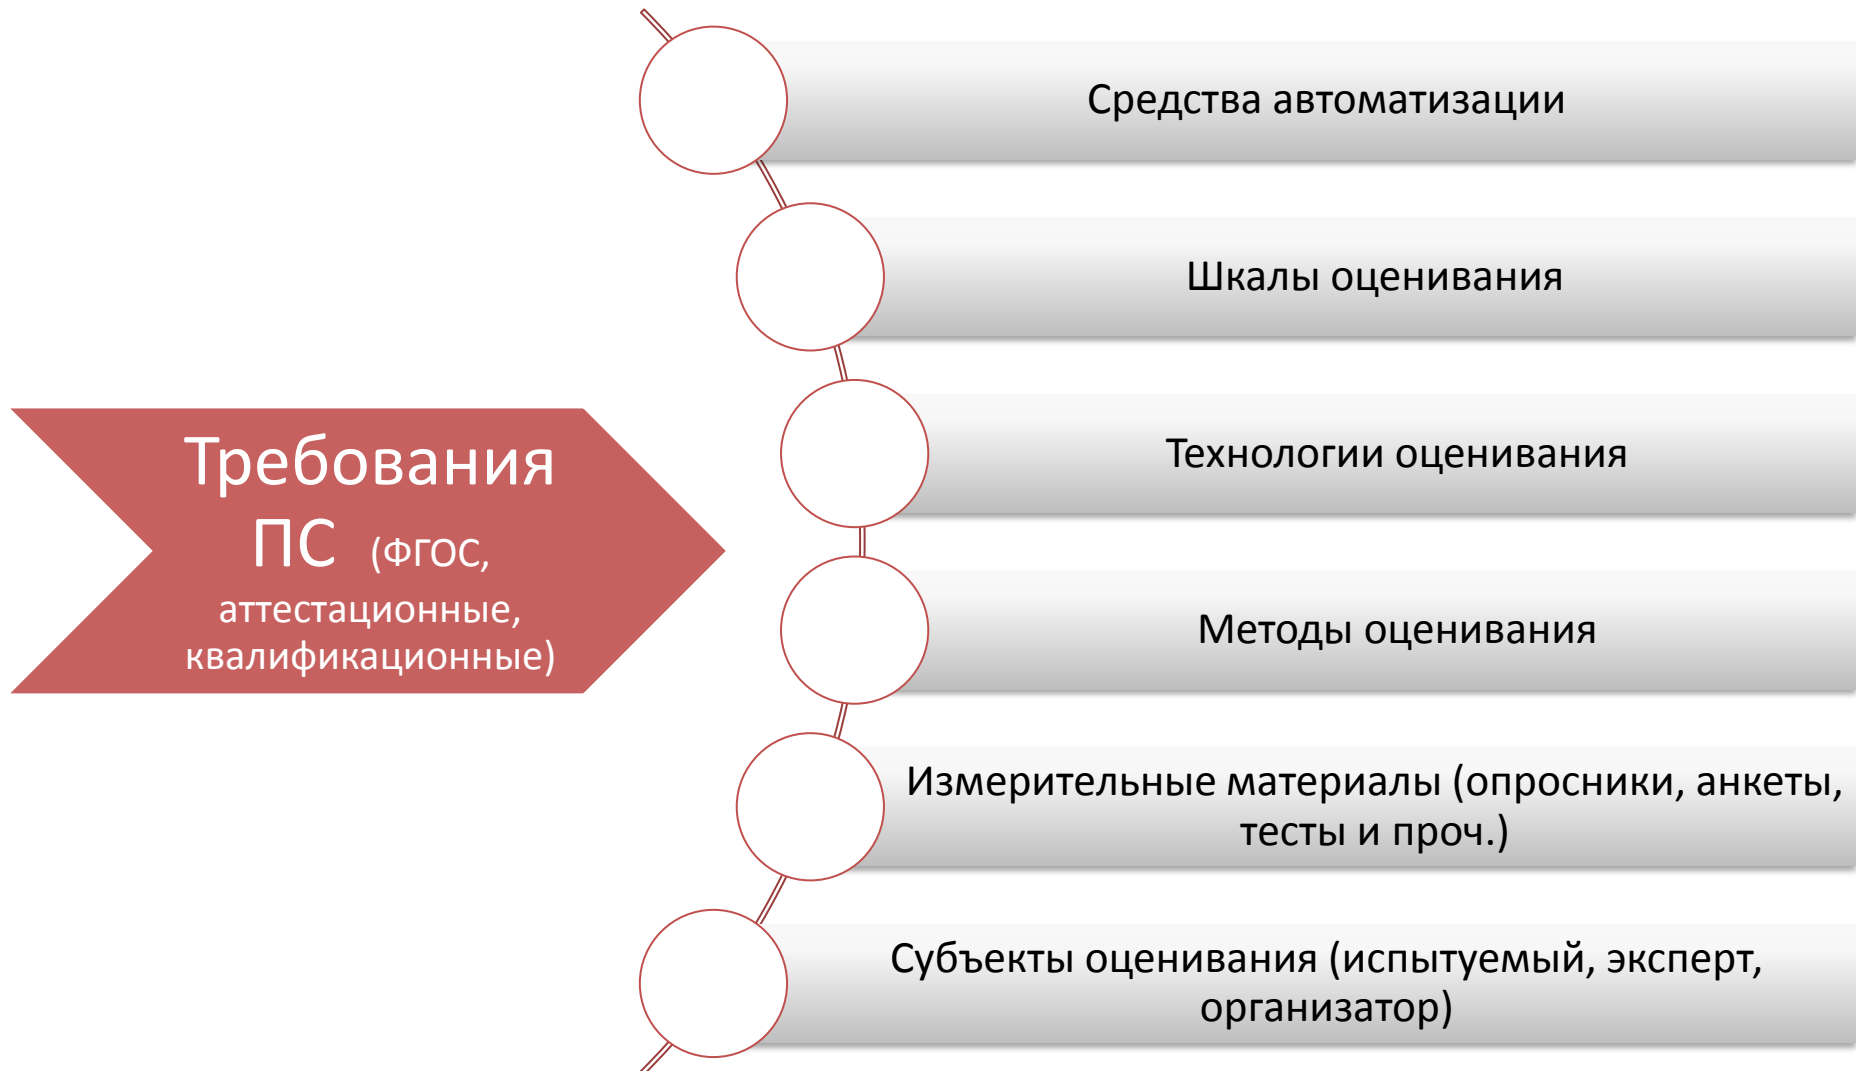 Требования
ПС (ФГОС,
аттестационные,
квалификационные)
Средства автоматизации
Шкалы оценивания
Технологии оценивания
Методы оценивания
Измерительные материалы (опросники, анкеты,
тесты и проч.)
Субъекты оценивания (испытуемый, эксперт,
организатор)